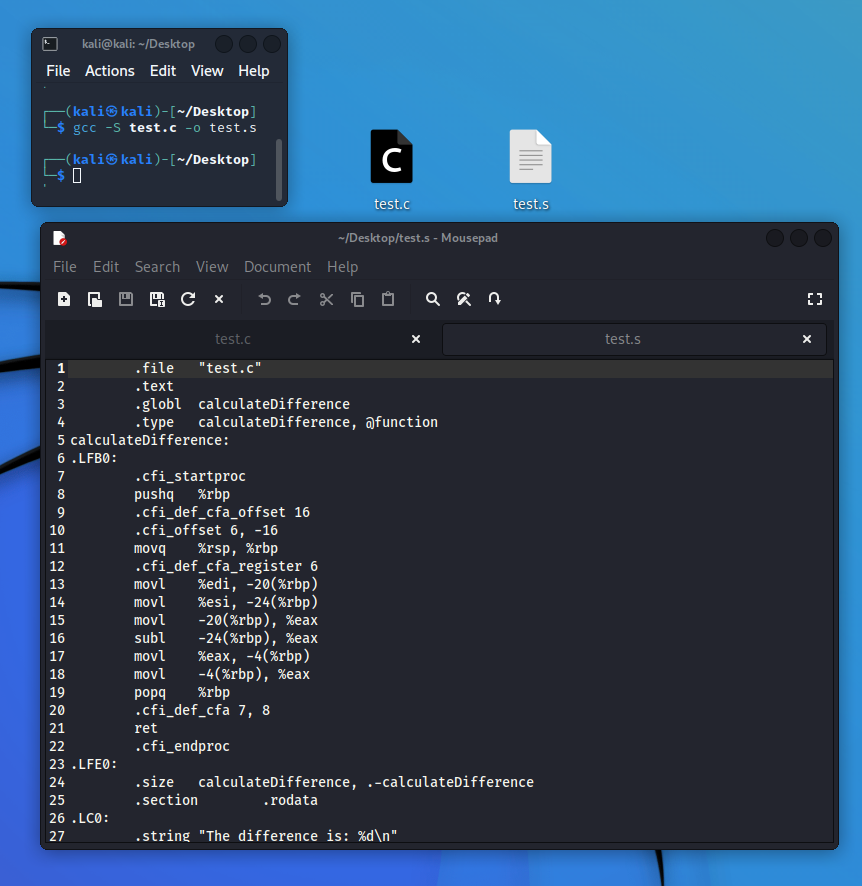 kali@kali: ~/Desktop
File Actions Edit View Help
┌──(kali㉿kali)-[~/Desktop]
└─$ gcc -S test.c -o test.s
┌──(kali㉿kali)-[~/Desktop]
└─$
C
test.c
test.s
~/Desktop/test.s - Mousepad
File Edit Search View Document Help
test.c
test.s
1 .file "test.c"
2 .text
3 .globl calculateDifference
4 .type calculateDifference, @function
5 calculateDifference:
6 .LFB0:
7 .cfi_startproc
8 pushq %rbp
9 .cfi_def_cfa_offset 16
10 .cfi_offset 6, -16
11 movq %rsp, %rbp
12 .cfi_def_cfa_register 6
13 movl %edi, -20(%rbp)
14 movl %esi, -24(%rbp)
15 movl -20(%rbp), %eax
16 subl -24(%rbp), %eax
17 movl %eax, -4(%rbp)
18 movl -4(%rbp), %eax
19 popq %rbp
20 .cfi_def_cfa 7, 8
21 ret
22 .cfi_endproc
23 .LFE0:
24 .size calculateDifference, .-calculateDifference
25 .section .rodata
26 .LC0:
27 .string "The difference is: %d\n"